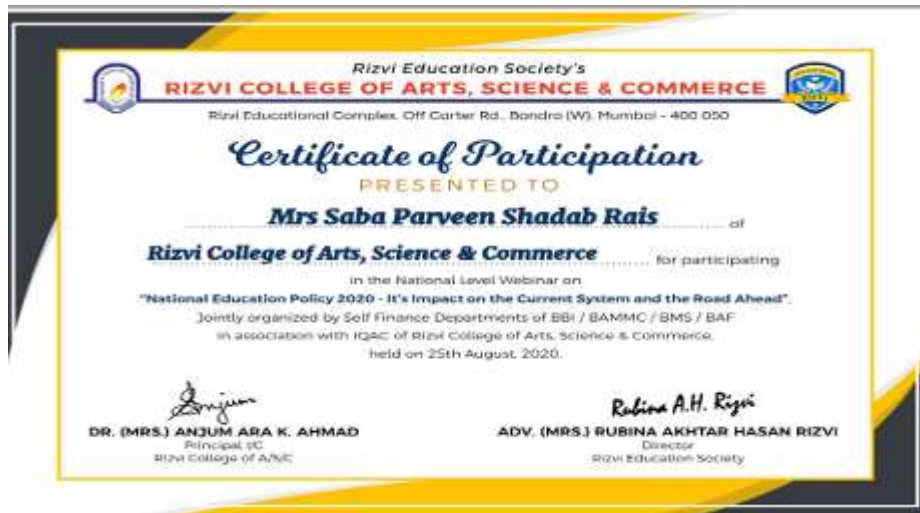 Rizvi Education Society's
RIZVI COLLEGE OF ARTS, SCIENCE & COMMERCE
Rizvi Educational Complex, Off Carter Rd., Bandra (W), Mumbai - 400 050
Certificate of Participation
PRESENTED TO
Mrs Saba Parveen Shadab Rais of
Rizvi College of Arts, Science & Commerce for participating
in the National Level Webinar on
"National Education Policy 2020 - It's Impact on the Current System and the Road Ahead",
Jointly organized by Self Finance Departments of BBI / BAMMC / BMS / BAF
in association with IQAC of Rizvi College of Arts, Science & Commerce,
held on 25th August, 2020.
Anjum
Rubina A.H. Rizvi
DR. (MRS.) ANJUM ARA K. AHMAD
Principal I/C
Rizvi College of A/S/C
ADV. (MRS.) RUBINA AKHTAR HASAN RIZVI
Director
Rizvi Education Society